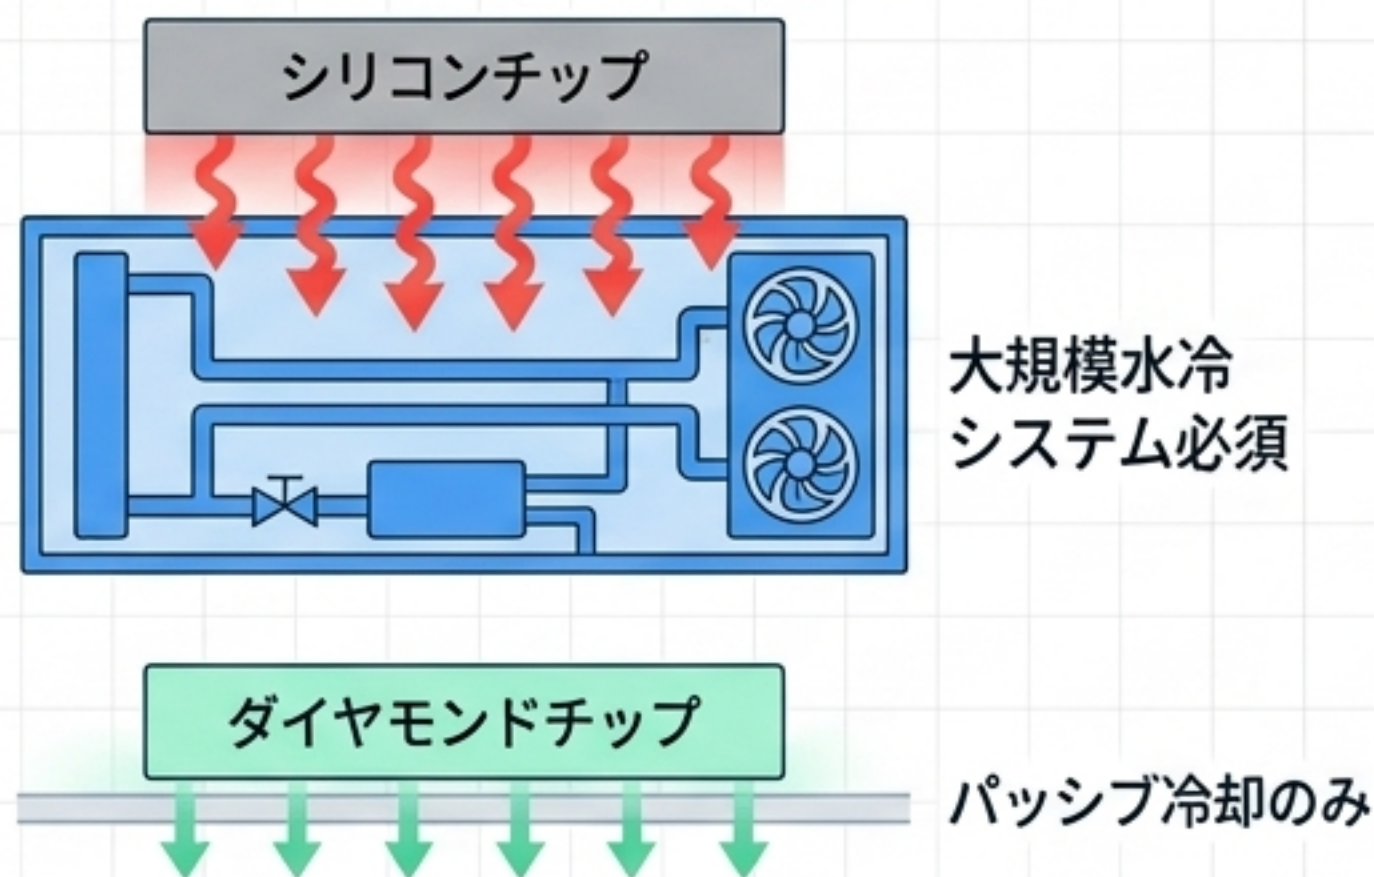 シリコンチップ
大規模水冷
システム必須
ダイヤモンドチップ
パッシブ冷却のみ